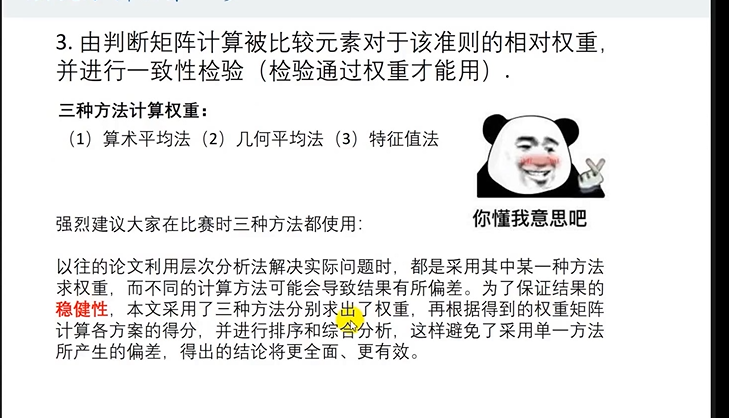 3. 由判断矩阵计算被比较元素对于该准则的相对权重，
并进行一致性检验（检验通过权重才能用）.
三种方法计算权重：
（1）算术平均法（2）几何平均法（3）特征值法
你懂我意思吧
强烈建议大家在比赛时三种方法都使用：
以往的论文利用层次分析法解决实际问题时，都是采用其中某一种方法
求权重，而不同的计算方法可能会导致结果有所偏差。为了保证结果的
稳健性，本文采用了三种方法分别求出了权重，再根据得到的权重矩阵
计算各方案的得分，并进行排序和综合分析，这样避免了采用单一方法
所产生的偏差，得出的结论将更全面、更有效。